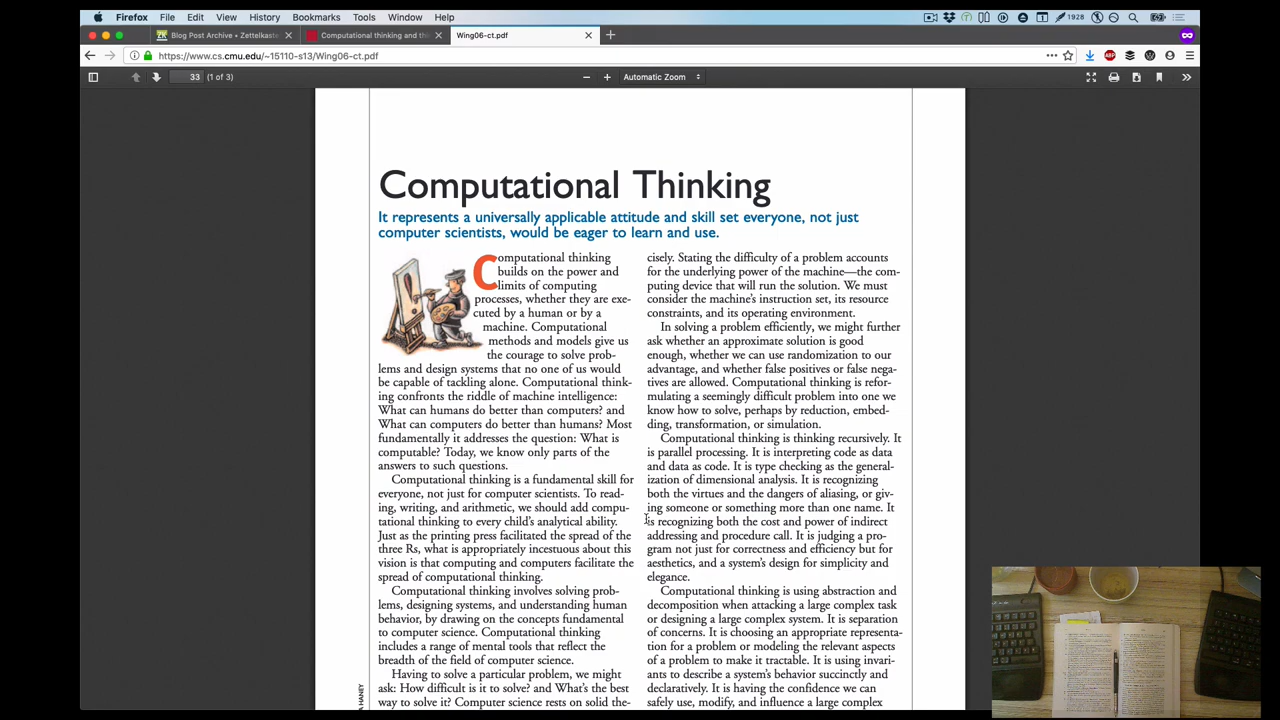 Firefox File Edit View History Bookmarks Tools Window Help 1928
Blog Post Archive • Zettelkaste
Computational thinking and thi
Wing06-ct.pdf
https://www.cs.cmu.edu/~15110-s13/Wing06-ct.pdf
33 (1 of 3) Automatic Zoom
Computational Thinking
It represents a universally applicable attitude and skill set everyone, not just
computer scientists, would be eager to learn and use.
Computational thinking
builds on the power and
limits of computing
processes, whether they are exe-
cuted by a human or by a
machine. Computational
methods and models give us
the courage to solve prob-
lems and design systems that no one of us would
be capable of tackling alone. Computational think-
ing confronts the riddle of machine intelligence:
What can humans do better than computers? and
What can computers do better than humans? Most
fundamentally it addresses the question: What is
computable? Today, we know only parts of the
answers to such questions.
Computational thinking is a fundamental skill for
everyone, not just for computer scientists. To read-
ing, writing, and arithmetic, we should add compu-
tational thinking to every child's analytical ability.
Just as the printing press facilitated the spread of the
three Rs, what is appropriately incestuous about this
vision is that computing and computers facilitate the
spread of computational thinking.
Computational thinking involves solving prob-
lems, designing systems, and understanding human
behavior, by drawing on the concepts fundamental
to computer science. Computational thinking
includes a range of mental tools that reflect the
breadth of the field of computer science.
Having to solve a particular problem, we might
ask: How difficult is it to solve? and What's the best
way to solve it? Computer science rests on solid the-
cisely. Stating the difficulty of a problem accounts
for the underlying power of the machine—the com-
puting device that will run the solution. We must
consider the machine's instruction set, its resource
constraints, and its operating environment.
In solving a problem efficiently, we might further
ask whether an approximate solution is good
enough, whether we can use randomization to our
advantage, and whether false positives or false nega-
tives are allowed. Computational thinking is refor-
mulating a seemingly difficult problem into one we
know how to solve, perhaps by reduction, embed-
ding, transformation, or simulation.
Computational thinking is thinking recursively. It
is parallel processing. It is interpreting code as data
and data as code. It is type checking as the general-
ization of dimensional analysis. It is recognizing
both the virtues and the dangers of aliasing, or giv-
ing someone or something more than one name. It
is recognizing both the cost and power of indirect
addressing and procedure call. It is judging a pro-
gram not just for correctness and efficiency but for
aesthetics, and a system's design for simplicity and
elegance.
Computational thinking is using abstraction and
decomposition when attacking a large complex task
or designing a large complex system. It is separation
of concerns. It is choosing an appropriate representa-
tion for a problem or modeling the relevant aspects
of a problem to make it tractable. It is using invari-
ants to describe a system's behavior succinctly and
declaratively. It is having the confidence we can
safely use, modify, and influence a large complex
A HANEY